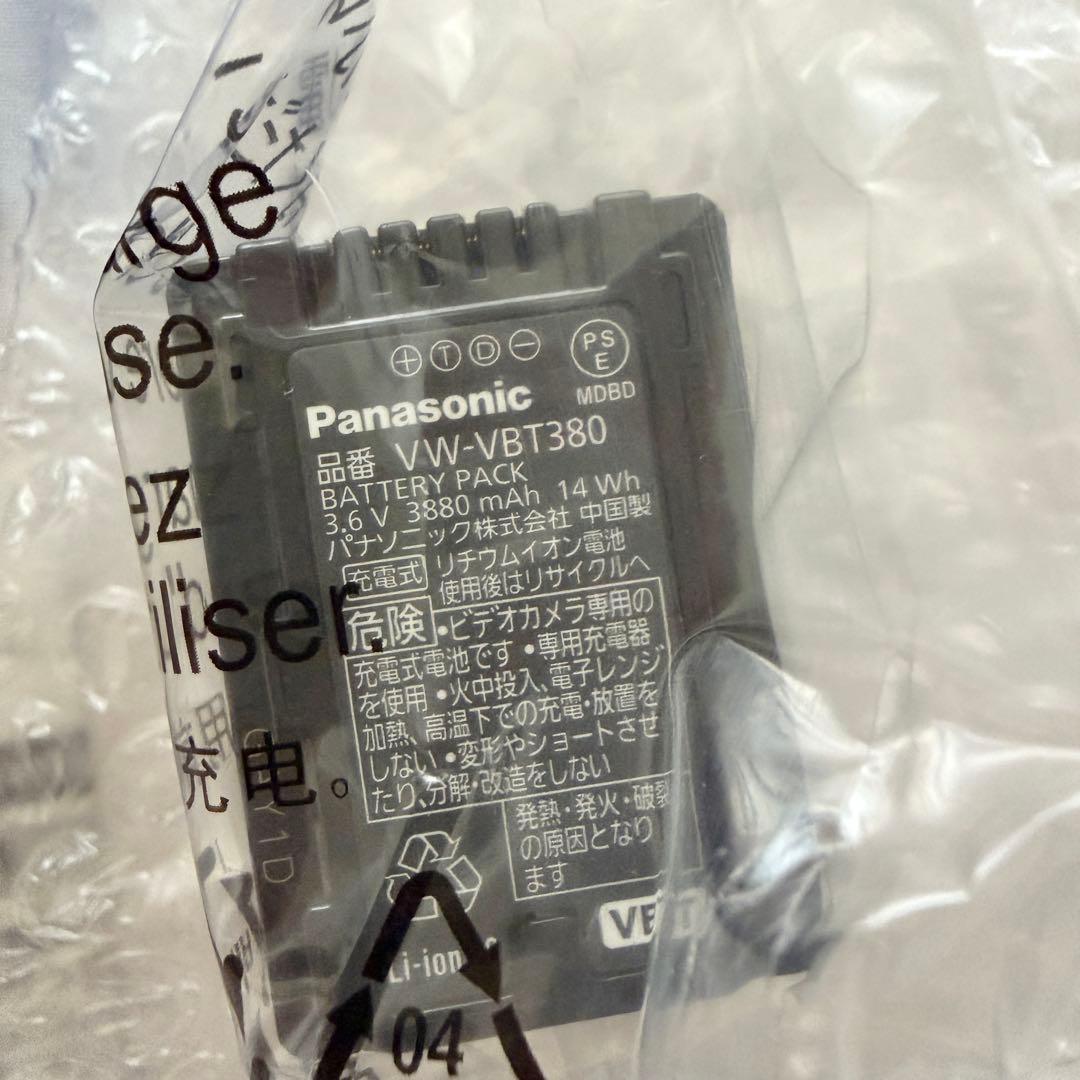 rge
se.
ez
iliser.
充电。
+ T D -
PS
E
MDBD
Panasonic
品番 VW-VBT380
BATTERY PACK
3.6 V 3880 mAh 14 Wh
パナソニック株式会社 中国製
充電式
リチウムイオン電池
使用後はリサイクルへ
危険
・ビデオカメラ専用の
充電式電池です ・専用充電器
を使用 ・火中投入、電子レンジ
加熱、高温下での充電・放置を
しない ・変形やショートさせ
たり、分解・改造をしない
発熱・発火・破裂
の原因となり
ます
Li-ion
04